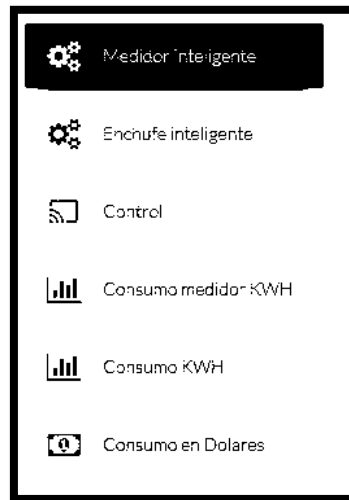 Medidor inteligente
Enchufe inteligente
Control
Consumo medidor KWH
Consumo KWH
Consumo en Dolares